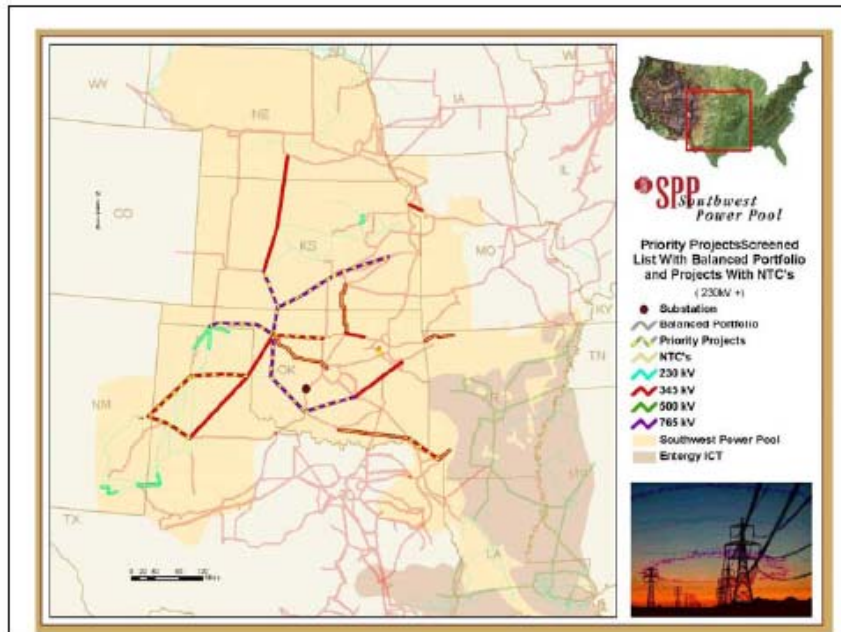 WY
NE
IA
WI
IL
CO
KS
MO
KY
OK
TN
NM
TX
LA
SPP
Southwest
Power Pool
Priority ProjectsScreened
List With Balanced Portfolio
and Projects With NTC's
( 230kV +)
Substation
Balanced Portfolio
Priority Projects
NTC's
230 kV
345 kV
500 kV
765 kV
Southwest Power Pool
Entergy ICT